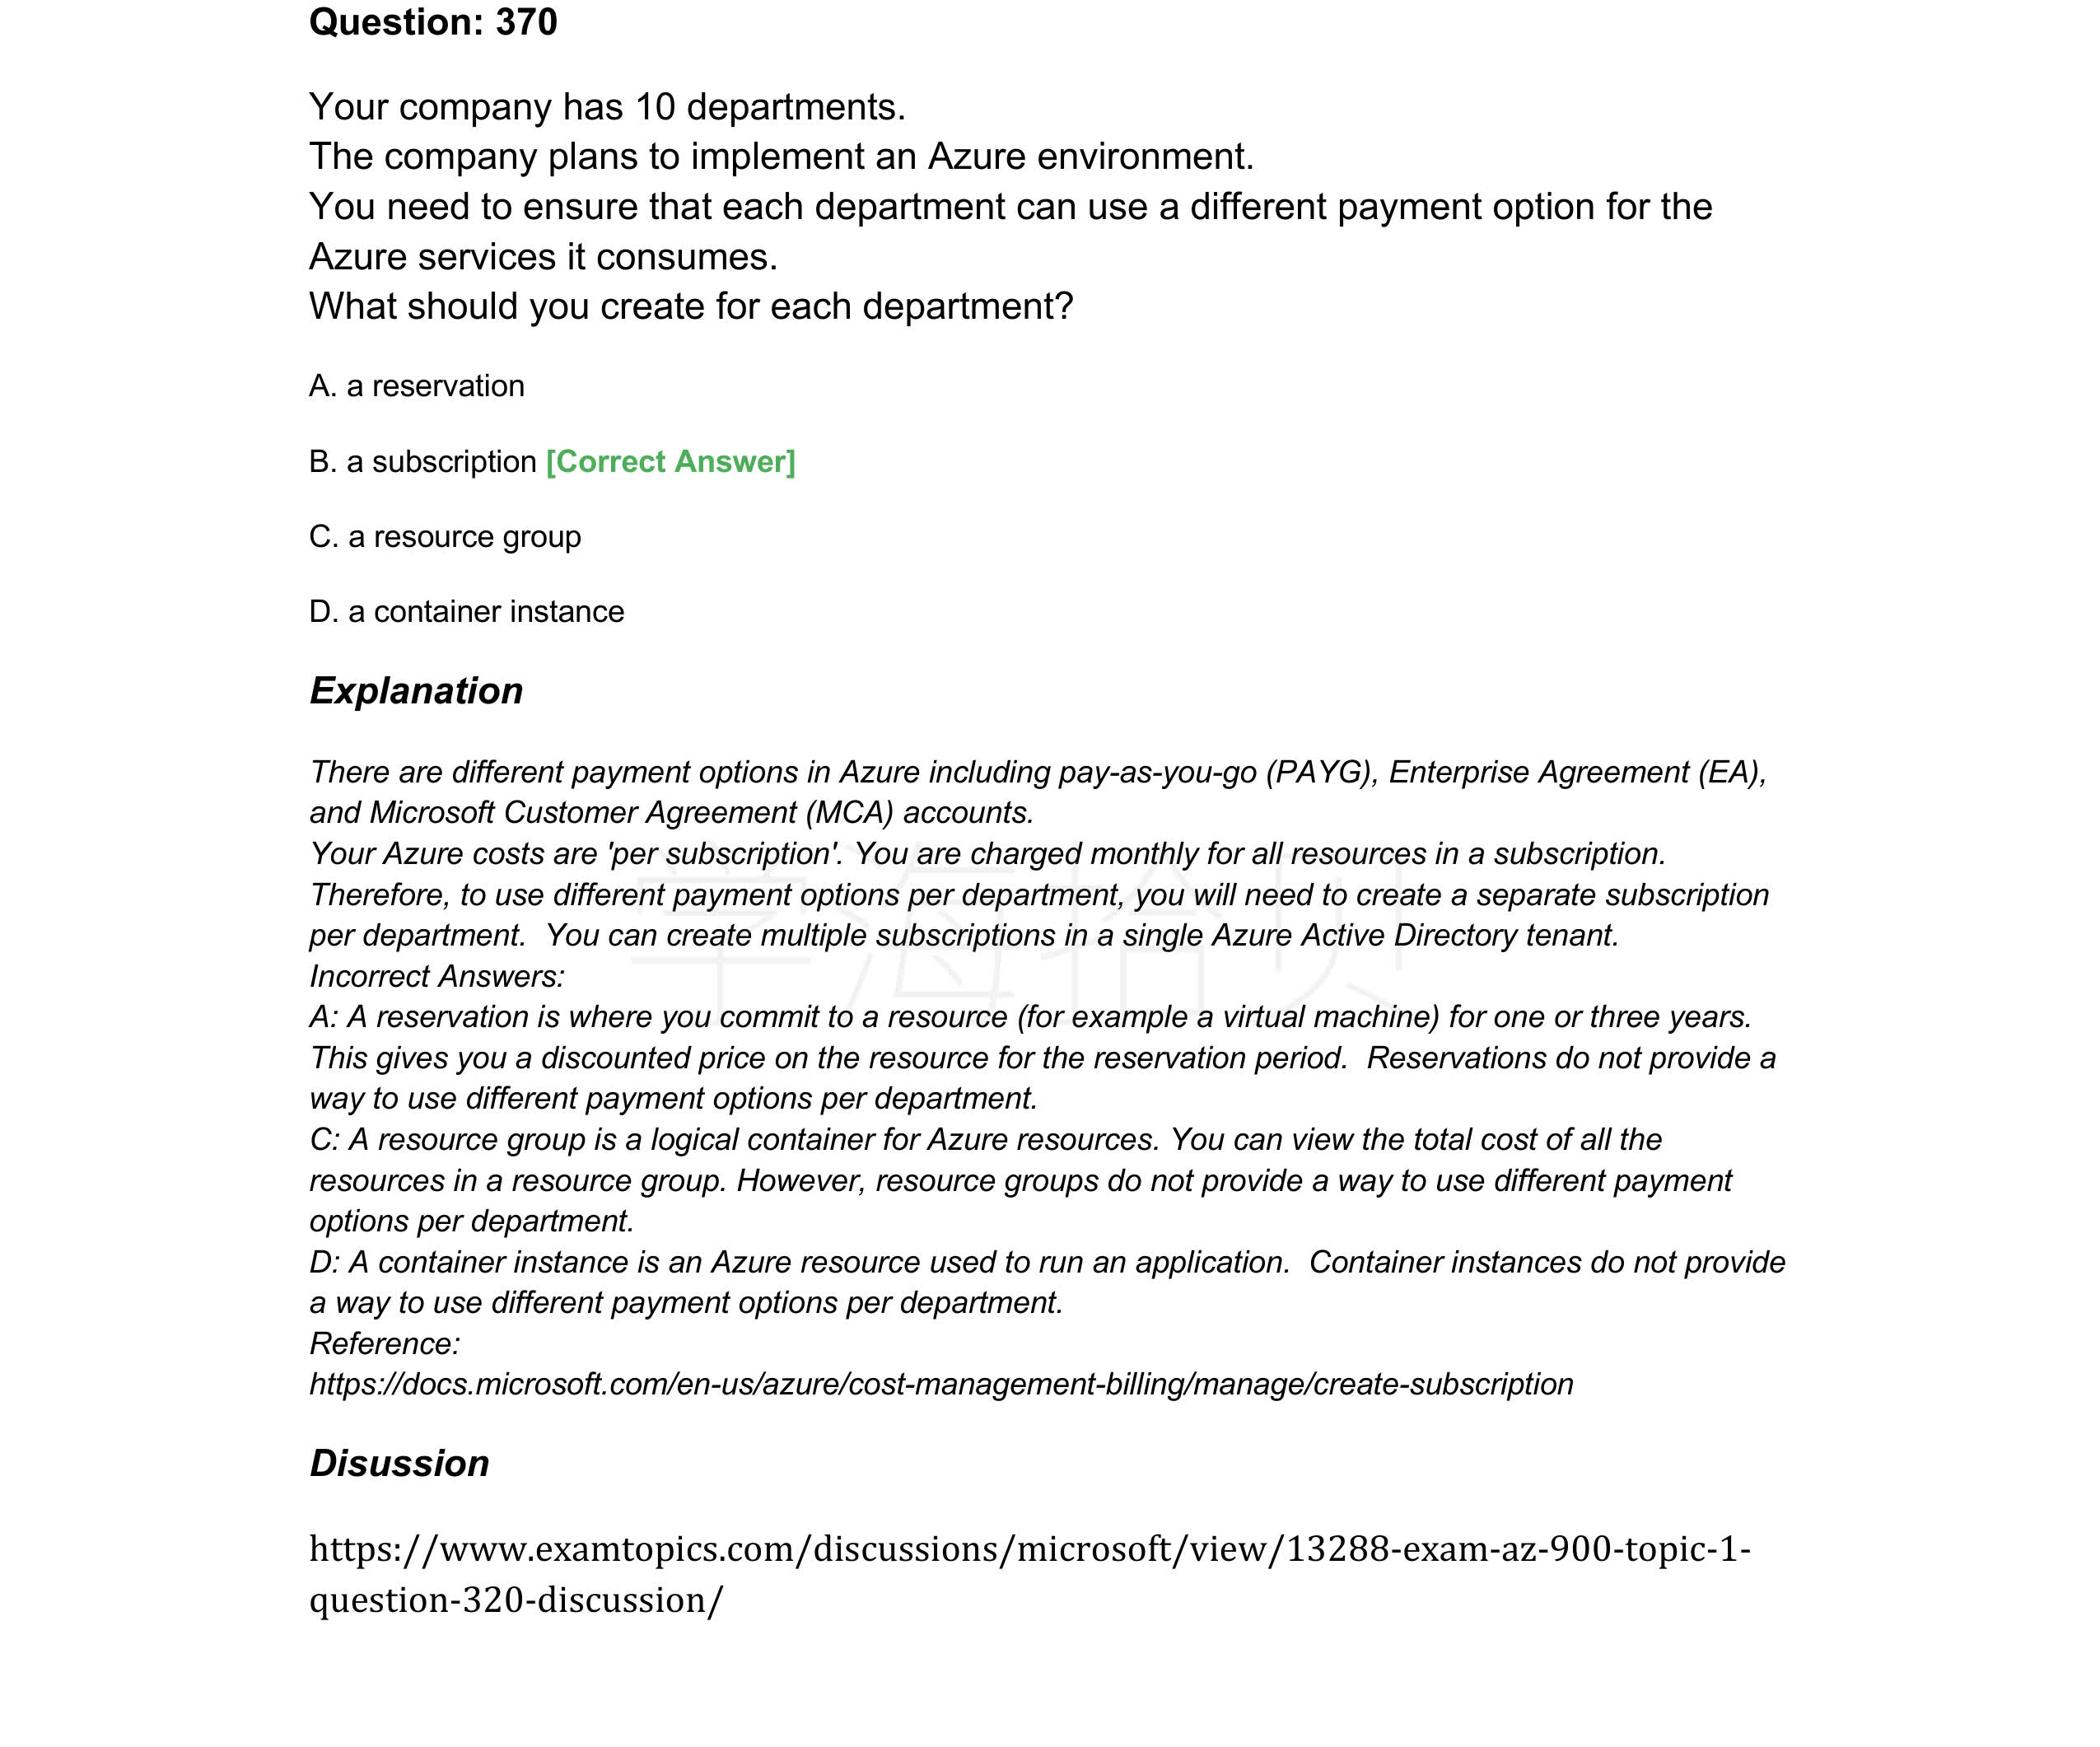 Question: 370
Your company has 10 departments.
The company plans to implement an Azure environment.
You need to ensure that each department can use a different payment option for the
Azure services it consumes.
What should you create for each department?
A. a reservation
B. a subscription [Correct Answer]
C. a resource group
D. a container instance
Explanation
There are different payment options in Azure including pay-as-you-go (PAYG), Enterprise Agreement (EA),
and Microsoft Customer Agreement (MCA) accounts.
Your Azure costs are 'per subscription'. You are charged monthly for all resources in a subscription.
Therefore, to use different payment options per department, you will need to create a separate subscription
per department.  You can create multiple subscriptions in a single Azure Active Directory tenant.
学海拾贝
Incorrect Answers:
A: A reservation is where you commit to a resource (for example a virtual machine) for one or three years.
This gives you a discounted price on the resource for the reservation period.  Reservations do not provide a
way to use different payment options per department.
C: A resource group is a logical container for Azure resources. You can view the total cost of all the
resources in a resource group. However, resource groups do not provide a way to use different payment
options per department.
D: A container instance is an Azure resource used to run an application.  Container instances do not provide
a way to use different payment options per department.
Reference:
https://docs.microsoft.com/en-us/azure/cost-management-billing/manage/create-subscription
Disussion
https://www.examtopics.com/discussions/microsoft/view/13288-exam-az-900-topic-1-
question-320-discussion/